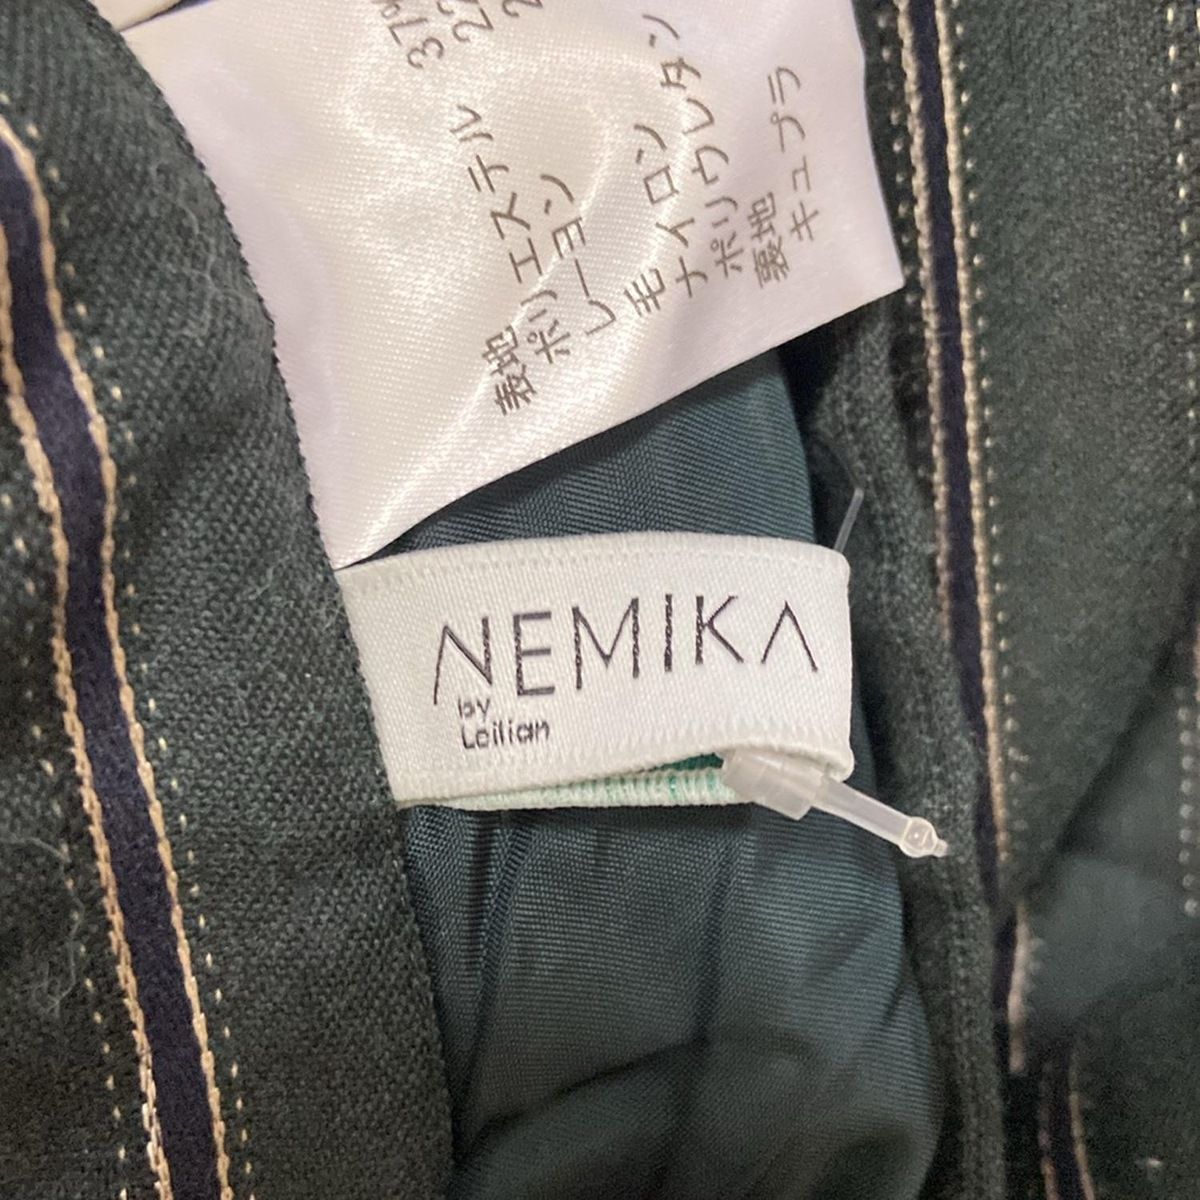 表地
ポリエステル 37%
レーヨン
毛
ナイロン
ポリウレタン
裏地
キュプラ
NEMIKA
by
Leilian